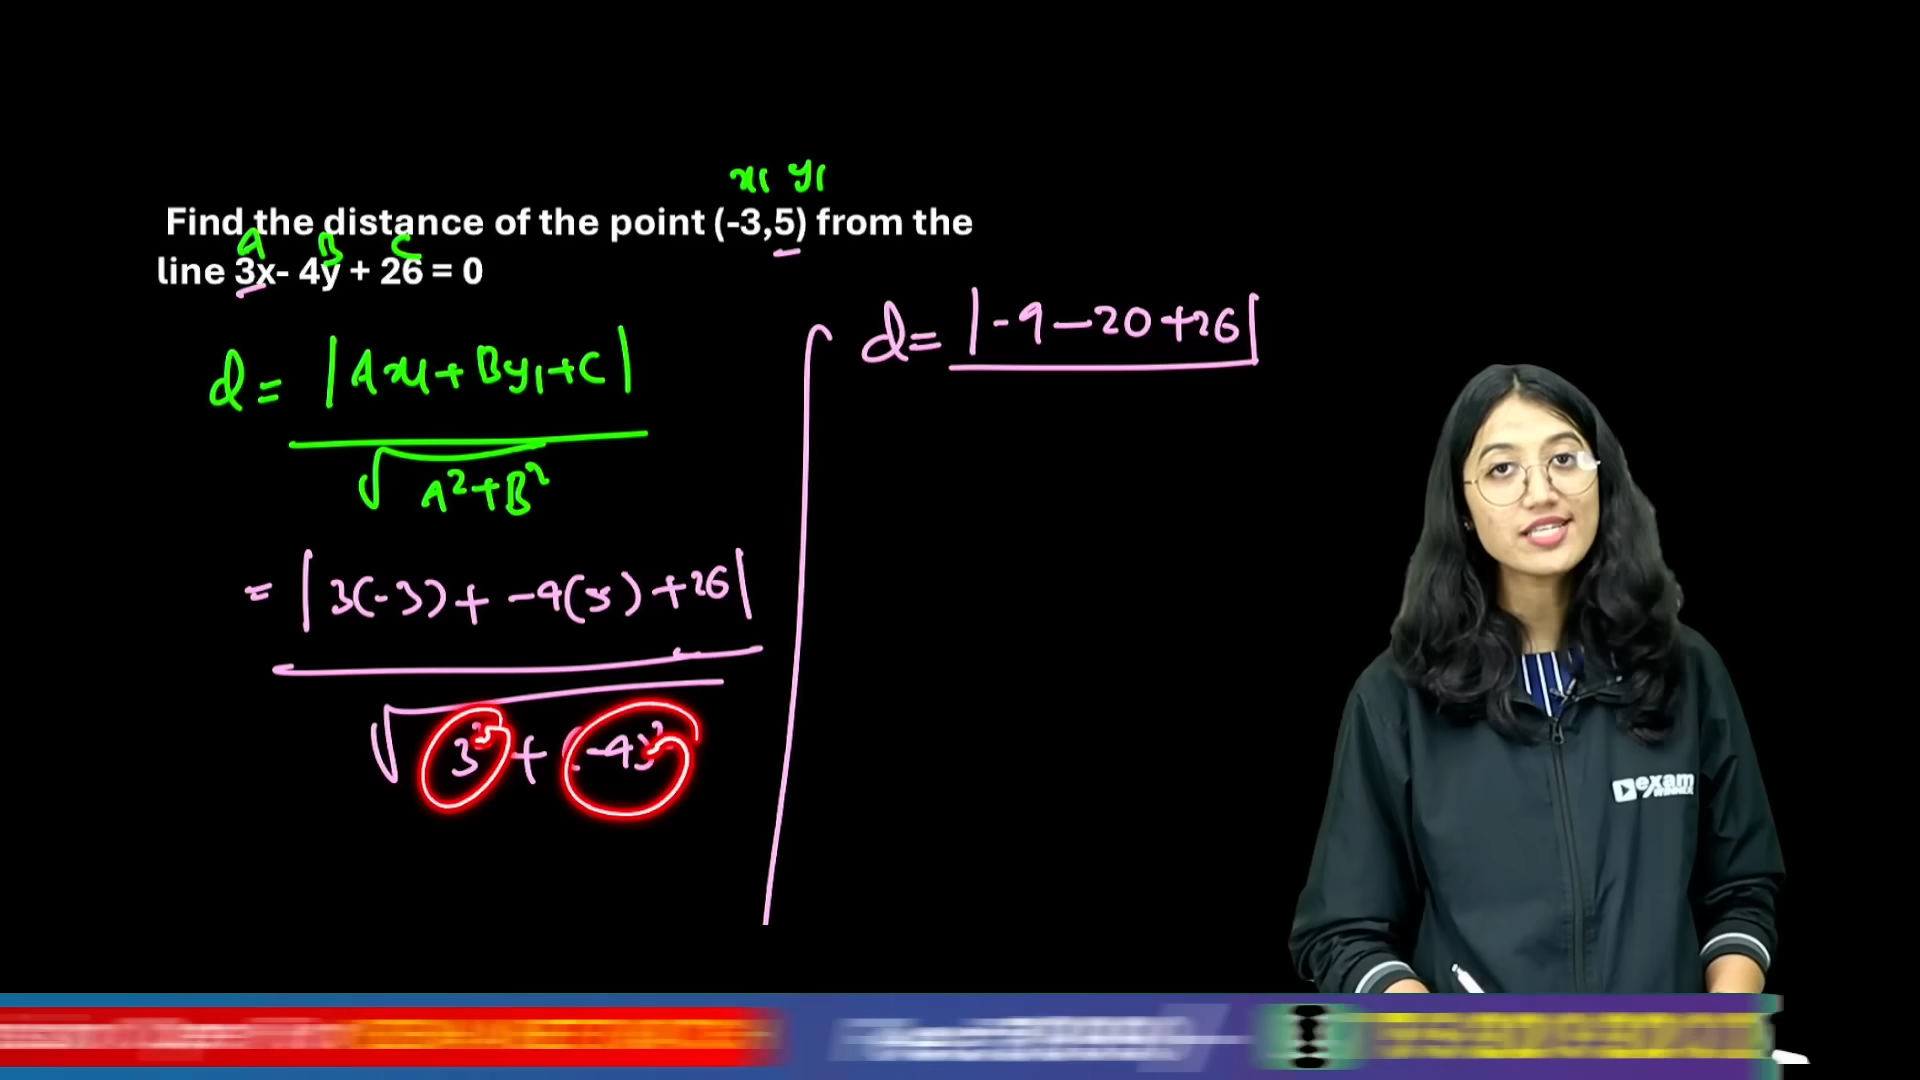 x₁ y₁
Find the distance of the point (-3,5) from the
A B C
line 3x- 4y + 26 = 0
d = |Ax₁ + By₁ + C|
√A² + B²
= |3(-3) + -4(5) + 26|
√3² + (-4)²
d = |-9 - 20 + 26|
exam
WINNER